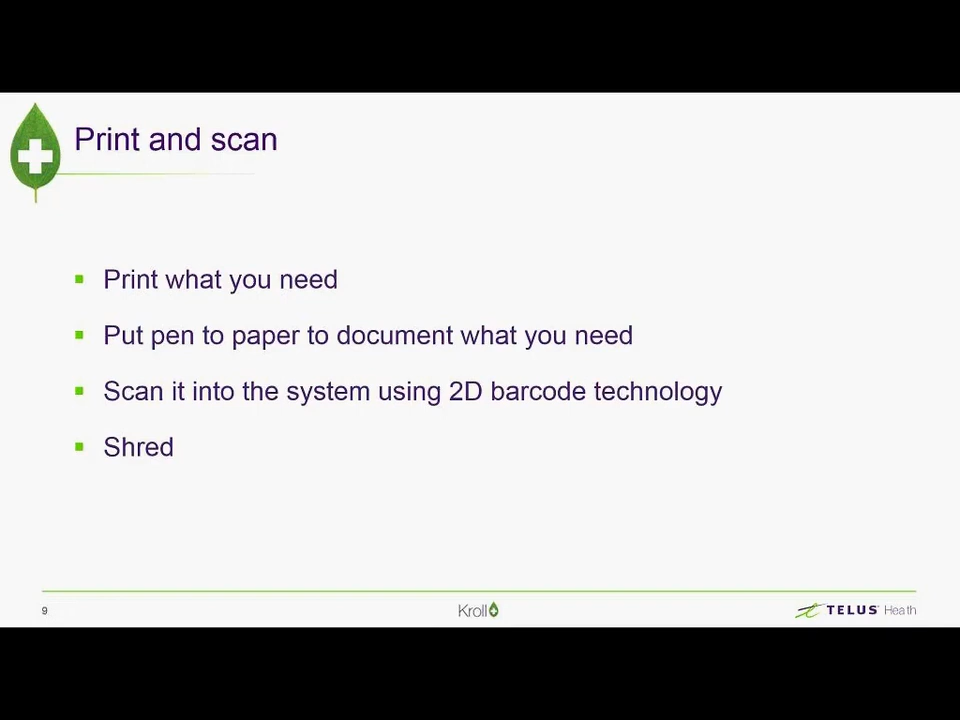 Print and scan
Print what you need
Put pen to paper to document what you need
Scan it into the system using 2D barcode technology
Shred
9
Kroll
TELUS Health